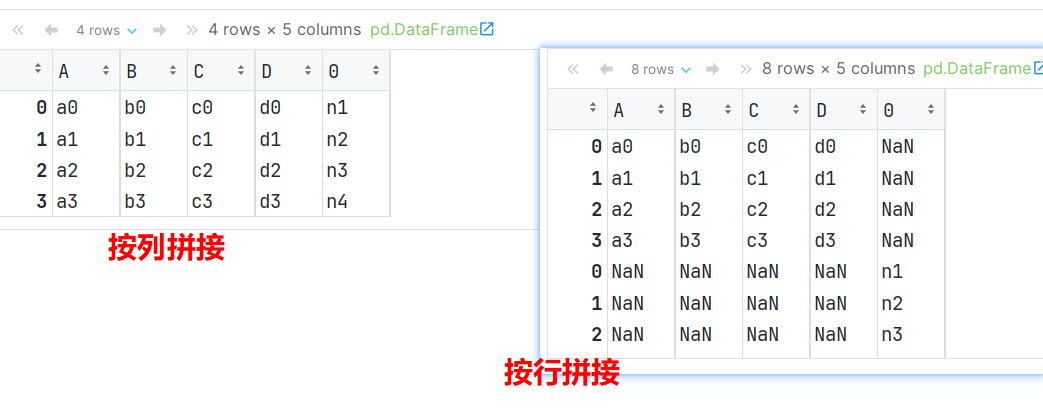 4 rows 4 rows × 5 columns pd.DataFrame
A B C D 0
0 a0 b0 c0 d0 n1
1 a1 b1 c1 d1 n2
2 a2 b2 c2 d2 n3
3 a3 b3 c3 d3 n4
按列拼接
8 rows 8 rows × 5 columns pd.DataFrame
A B C D 0
0 a0 b0 c0 d0 NaN
1 a1 b1 c1 d1 NaN
2 a2 b2 c2 d2 NaN
3 a3 b3 c3 d3 NaN
0 NaN NaN NaN NaN n1
1 NaN NaN NaN NaN n2
2 NaN NaN NaN NaN n3
按行拼接